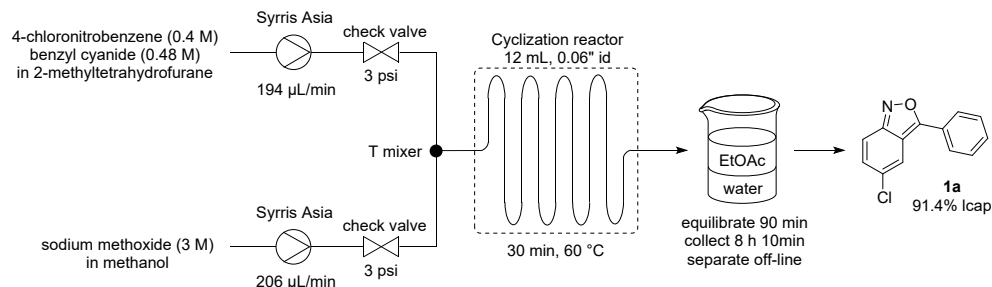 4-chloronitrobenzene (0.4 M)
benzyl cyanide (0.48 M)
in 2-methyltetrahydrofurane
Syrris Asia
194 µL/min
check valve
3 psi
T mixer
sodium methoxide (3 M)
in methanol
Syrris Asia
206 µL/min
check valve
3 psi
Cyclization reactor
12 mL, 0.06" id
30 min, 60 °C
EtOAc
water
equilibrate 90 min
collect 8 h 10min
separate off-line
N O
Cl
1a
91.4% lcap